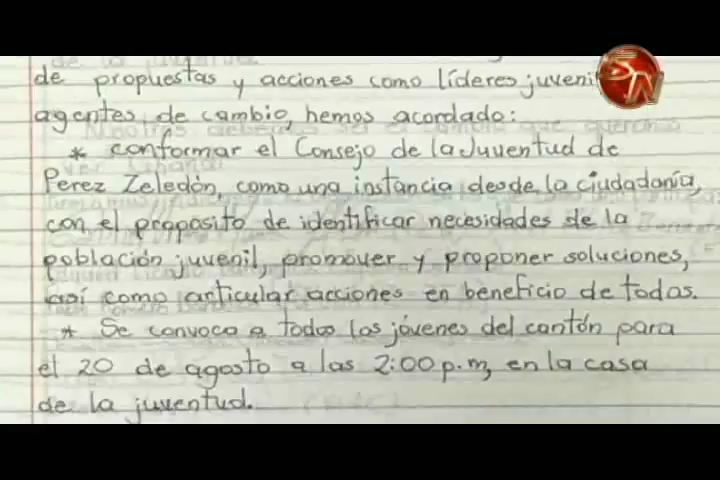 de propuestas y acciones como líderes juveni
agentes de cambio, hemos acordado:
* conformar el Consejo de la Juventud de
Perez Zeledón, como una instancia desde la ciudadanía,
con el proposito de identificar necesidades de la
población juvenil, promover y proponer soluciones,
así como articular acciones en beneficio de todas.
* Se convoca a todos los jóvenes del cantón para
el 20 de agosto a las 2:00 p.m, en la casa
de la juventud.